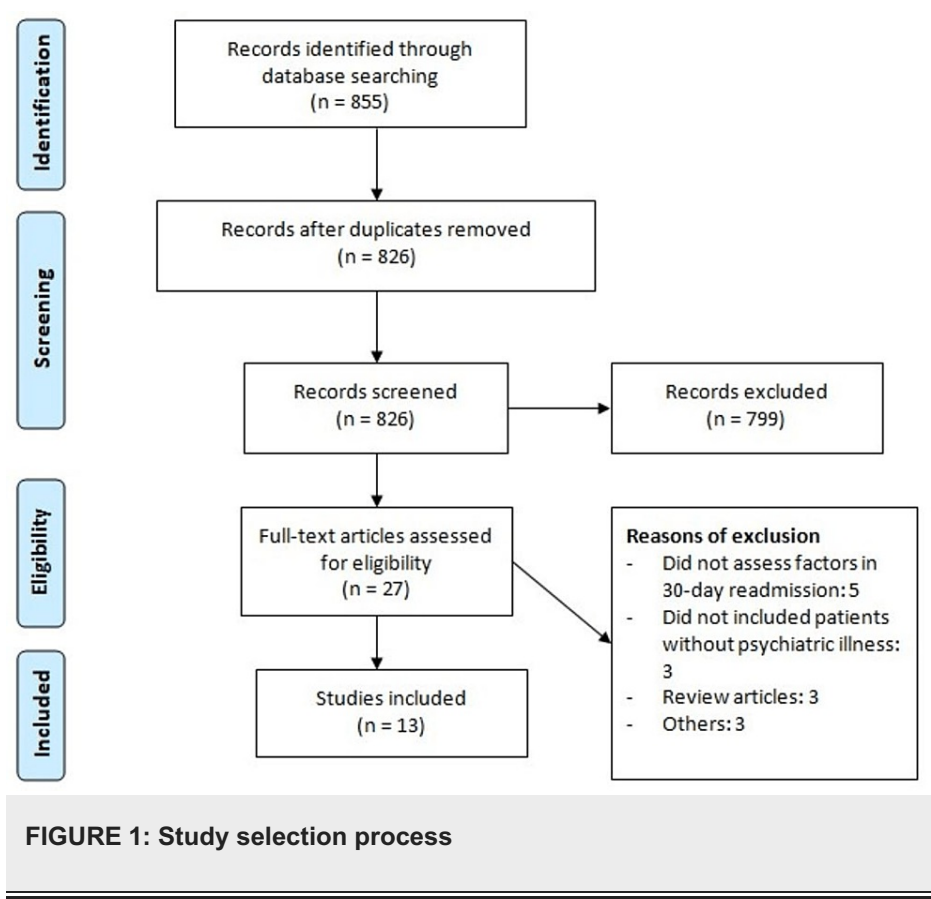 Identification
Records identified through
database searching
(n = 855)
Screening
Records after duplicates removed
(n = 826)
Records screened
(n = 826)
Records excluded
(n = 799)
Eligibility
Full-text articles assessed
for eligibility
(n = 27)
Reasons of exclusion
- Did not assess factors in
30-day readmission: 5
- Did not included patients
without psychiatric illness:
3
- Review articles: 3
- Others: 3
Included
Studies included
(n = 13)
FIGURE 1: Study selection process